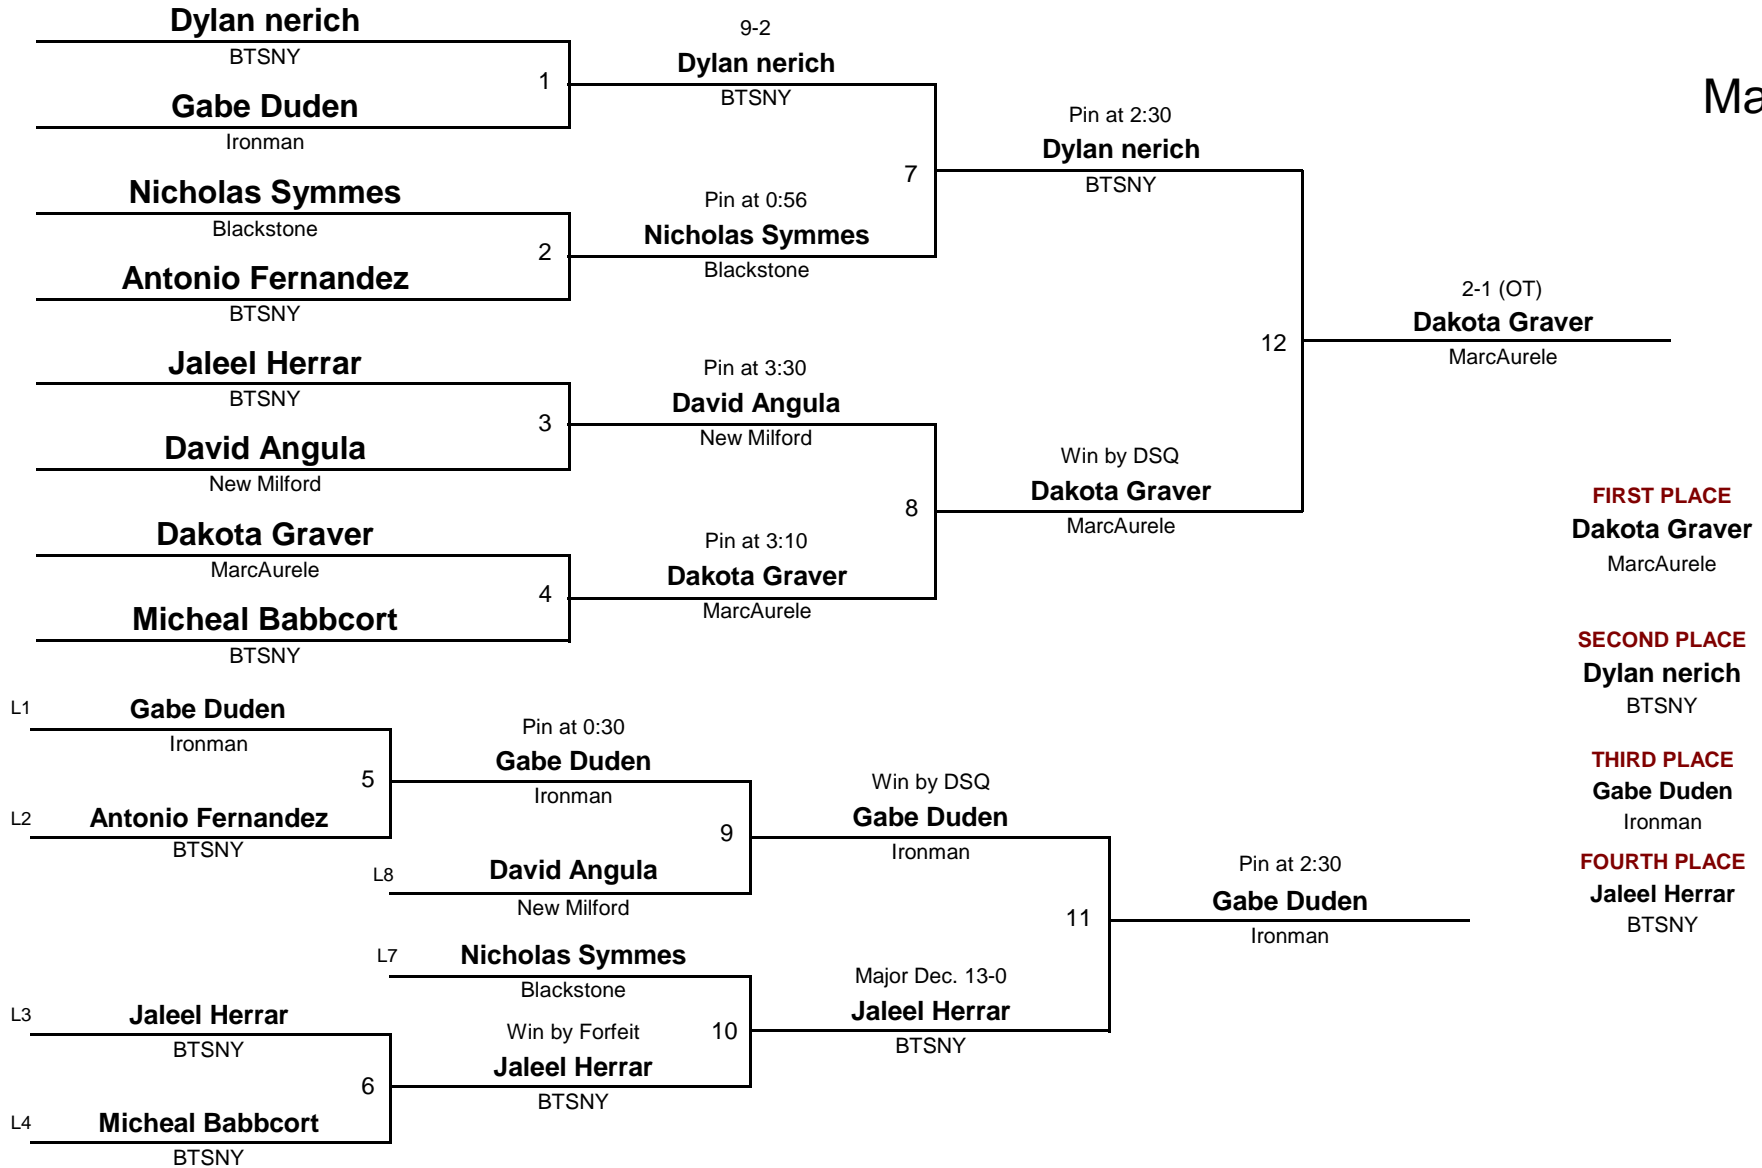 Dylan nerich
BTSNY
1
Gabe Duden
Ironman
Nicholas Symmes
Blackstone
2
Antonio Fernandez
BTSNY
Jaleel Herrar
BTSNY
3
David Angula
New Milford
Dakota Graver
MarcAurele
4
Micheal Babbcort
BTSNY
9-2
Dylan nerich
BTSNY
7
Pin at 0:56
Nicholas Symmes
Blackstone
Pin at 3:30
David Angula
New Milford
8
Pin at 3:10
Dakota Graver
MarcAurele
Pin at 2:30
Dylan nerich
BTSNY
12
Win by DSQ
Dakota Graver
MarcAurele
2-1 (OT)
Dakota Graver
MarcAurele
Ma
FIRST PLACE
Dakota Graver
MarcAurele
SECOND PLACE
Dylan nerich
BTSNY
THIRD PLACE
Gabe Duden
Ironman
FOURTH PLACE
Jaleel Herrar
BTSNY
L1
Gabe Duden
Ironman
5
L2
Antonio Fernandez
BTSNY
L3
Jaleel Herrar
BTSNY
6
L4
Micheal Babbcort
BTSNY
Pin at 0:30
Gabe Duden
Ironman
9
L8
David Angula
New Milford
L7
Nicholas Symmes
Blackstone
10
Win by Forfeit
Jaleel Herrar
BTSNY
Win by DSQ
Gabe Duden
Ironman
11
Major Dec. 13-0
Jaleel Herrar
BTSNY
Pin at 2:30
Gabe Duden
Ironman